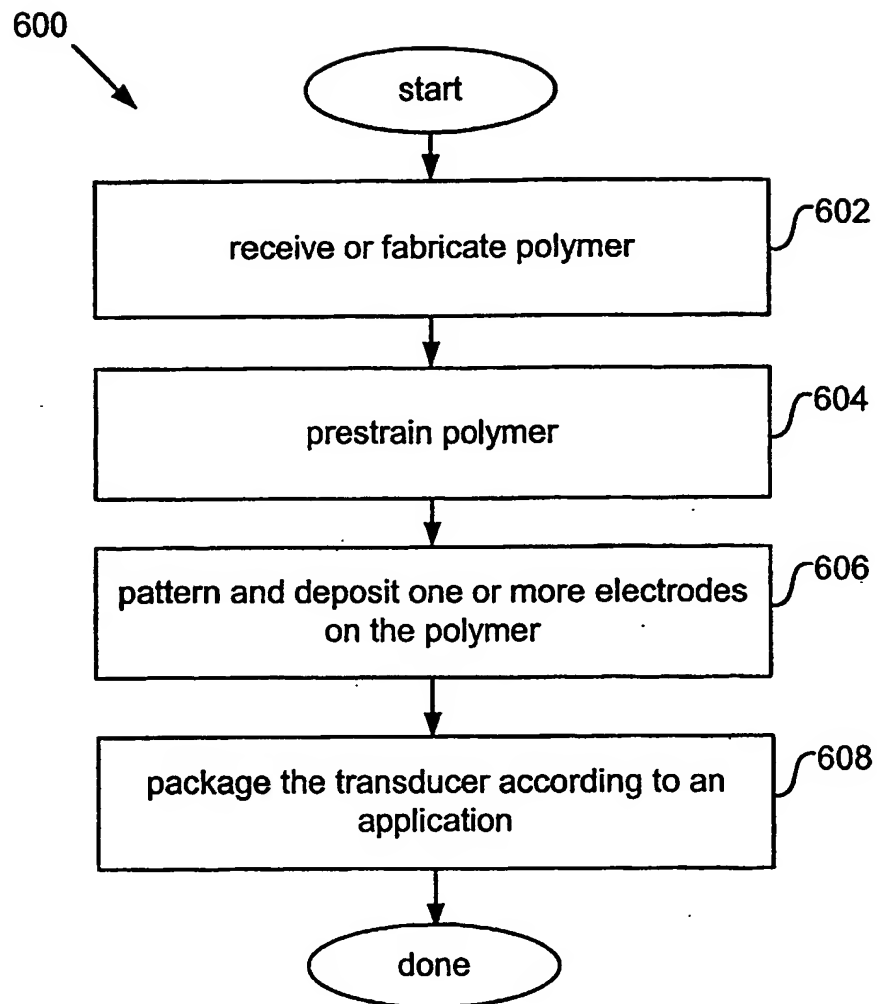 600
start
receive or fabricate polymer
602
prestrain polymer
604
pattern and deposit one or more electrodes
on the polymer
606
package the transducer according to an
application
608
done